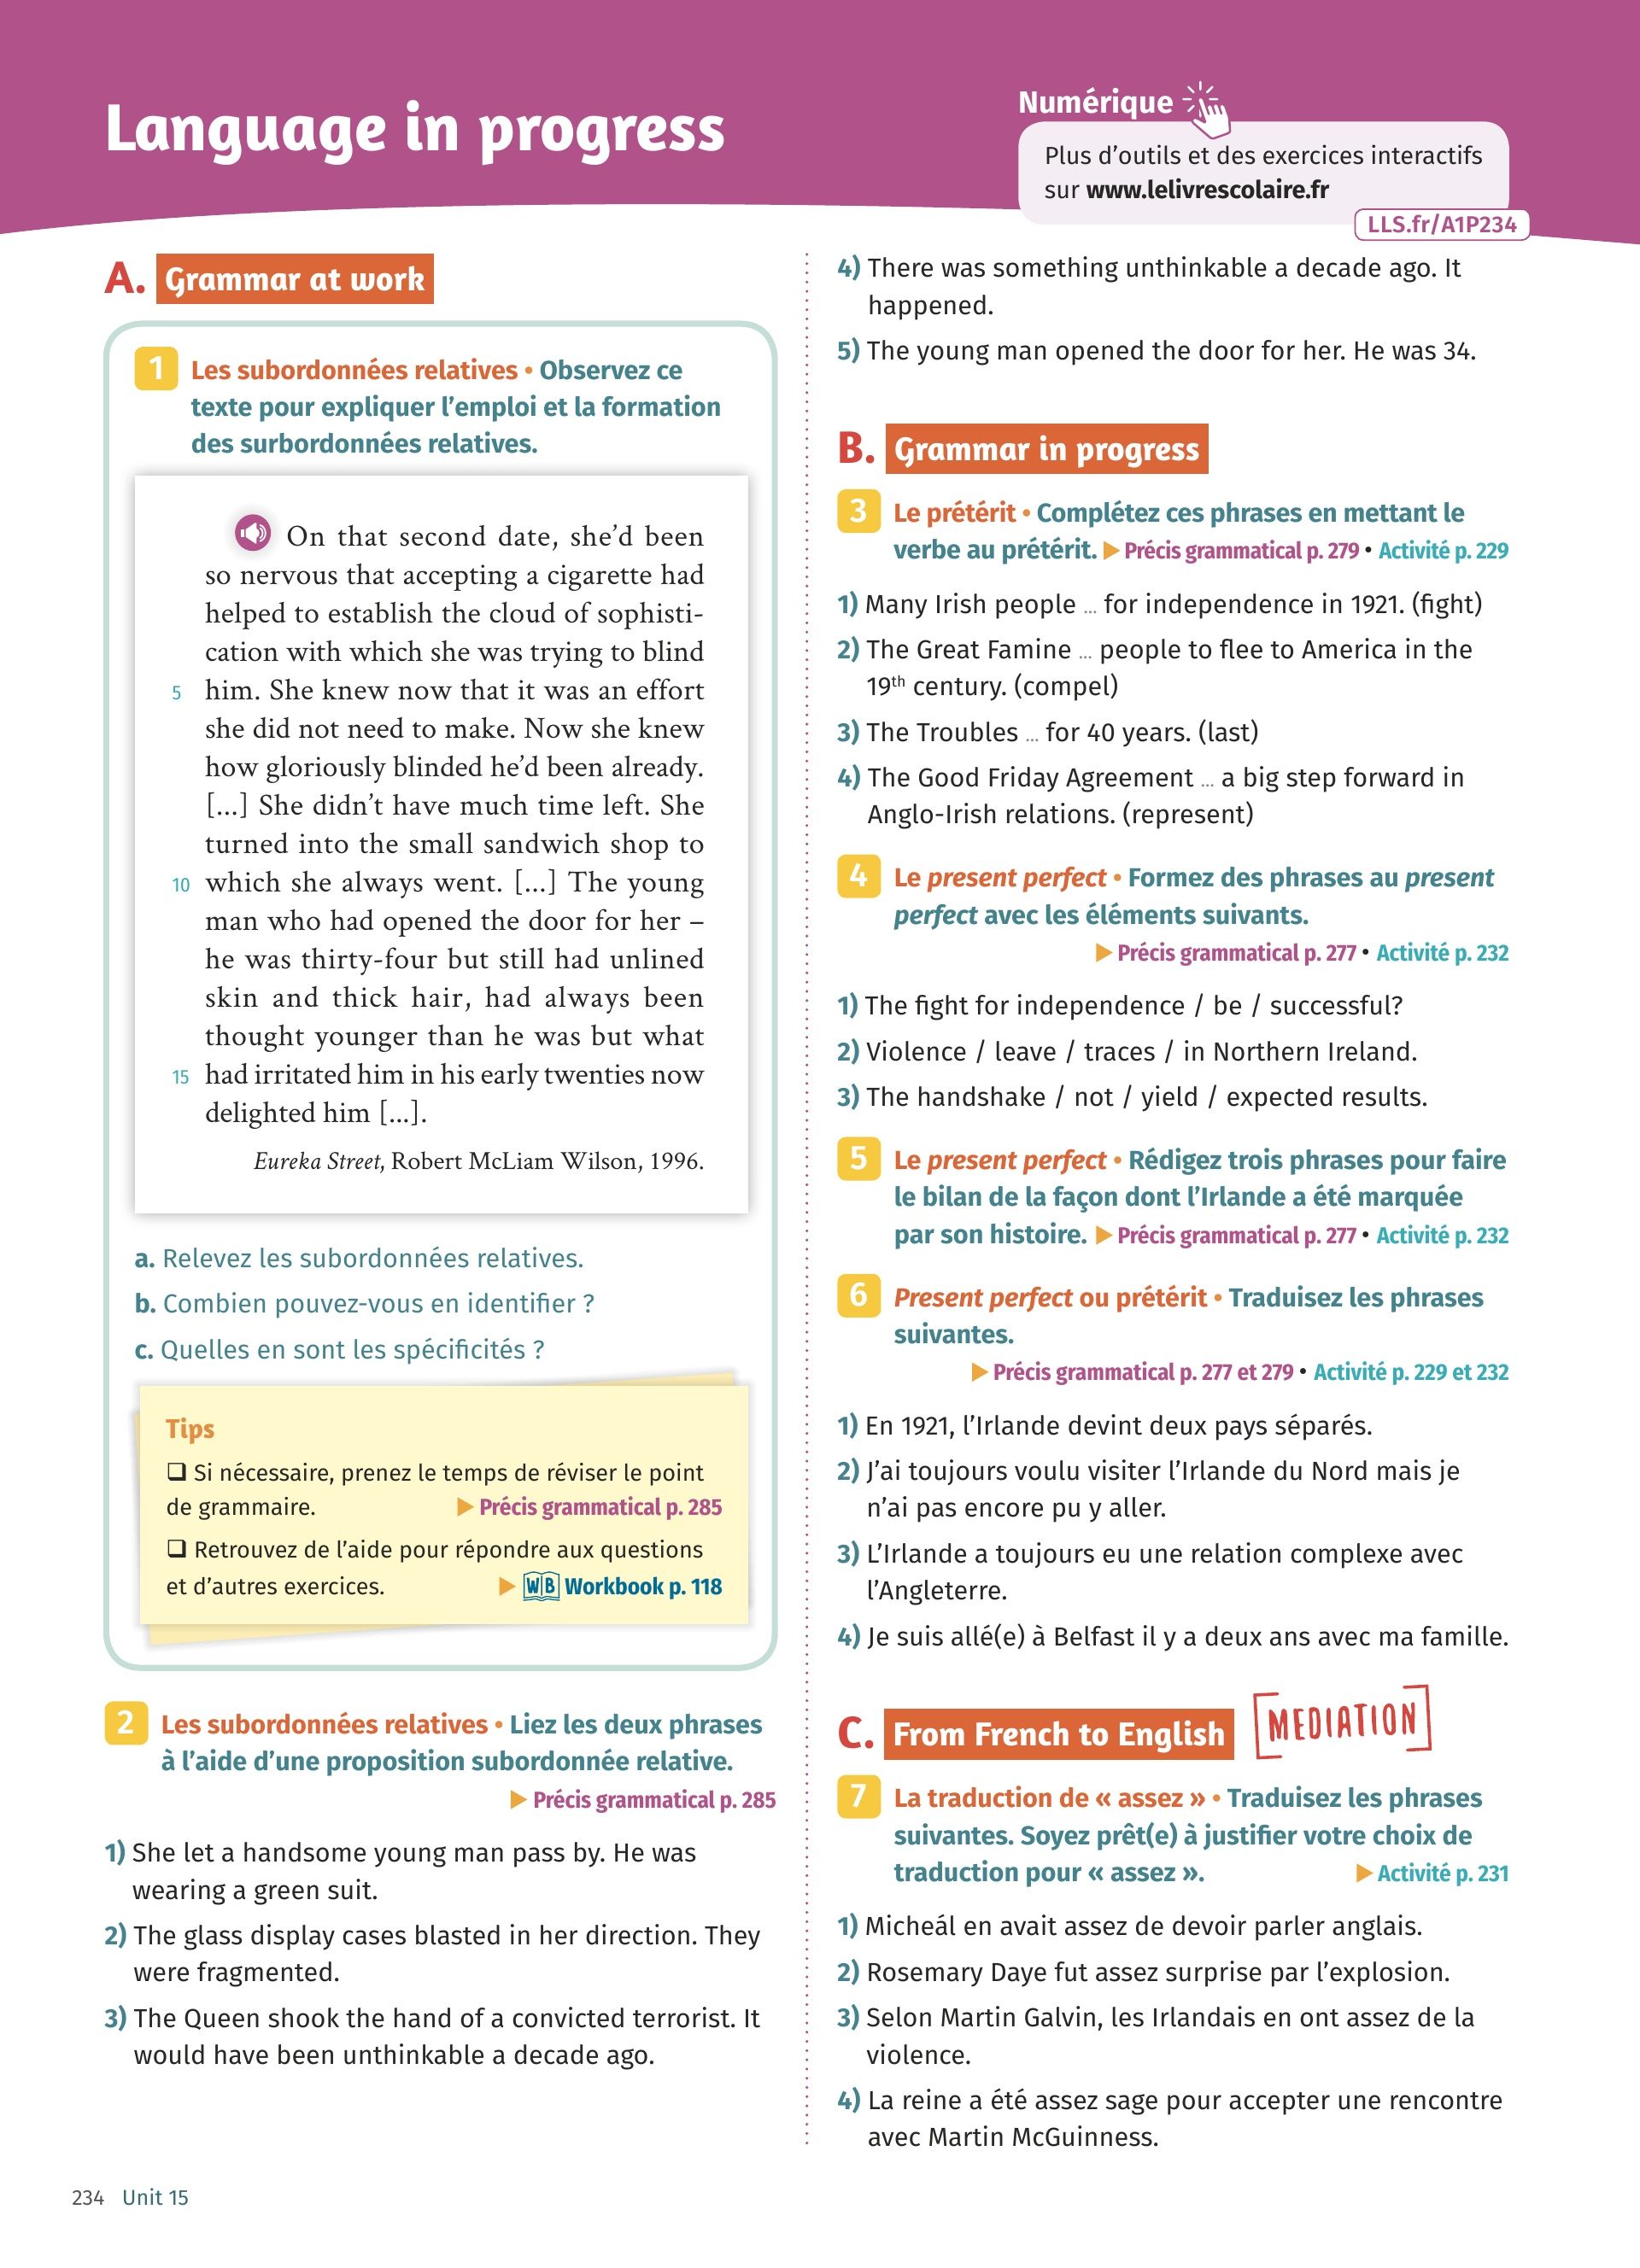 Language in progress
Numérique
Plus d'outils et des exercices interactifs
sur www.lelivrescolaire.fr
LLS.fr/A1P234
A. Grammar at work
1 Les subordonnées relatives • Observez ce
texte pour expliquer l'emploi et la formation
des surbordonnées relatives.
On that second date, she'd been
so nervous that accepting a cigarette had
helped to establish the cloud of sophisti-
cation with which she was trying to blind
5 him. She knew now that it was an effort
she did not need to make. Now she knew
how gloriously blinded he'd been already.
[...] She didn't have much time left. She
turned into the small sandwich shop to
10 which she always went. [...] The young
man who had opened the door for her –
he was thirty-four but still had unlined
skin and thick hair, had always been
thought younger than he was but what
15 had irritated him in his early twenties now
delighted him [...].
Eureka Street, Robert McLiam Wilson, 1996.
a. Relevez les subordonnées relatives.
b. Combien pouvez-vous en identifier ?
c. Quelles en sont les spécificités ?
Tips
❑ Si nécessaire, prenez le temps de réviser le point
de grammaire. ▶ Précis grammatical p. 285
❑ Retrouvez de l'aide pour répondre aux questions
et d'autres exercices. ▶ WB Workbook p. 118
2 Les subordonnées relatives • Liez les deux phrases
à l'aide d'une proposition subordonnée relative.
▶ Précis grammatical p. 285
1) She let a handsome young man pass by. He was
wearing a green suit.
2) The glass display cases blasted in her direction. They
were fragmented.
3) The Queen shook the hand of a convicted terrorist. It
would have been unthinkable a decade ago.
4) There was something unthinkable a decade ago. It
happened.
5) The young man opened the door for her. He was 34.
B. Grammar in progress
3 Le prétérit • Complétez ces phrases en mettant le
verbe au prétérit. ▶ Précis grammatical p. 279 • Activité p. 229
1) Many Irish people ... for independence in 1921. (fight)
2) The Great Famine ... people to flee to America in the
19th century. (compel)
3) The Troubles ... for 40 years. (last)
4) The Good Friday Agreement ... a big step forward in
Anglo-Irish relations. (represent)
4 Le present perfect • Formez des phrases au present
perfect avec les éléments suivants.
▶ Précis grammatical p. 277 • Activité p. 232
1) The fight for independence / be / successful?
2) Violence / leave / traces / in Northern Ireland.
3) The handshake / not / yield / expected results.
5 Le present perfect • Rédigez trois phrases pour faire
le bilan de la façon dont l'Irlande a été marquée
par son histoire. ▶ Précis grammatical p. 277 • Activité p. 232
6 Present perfect ou prétérit • Traduisez les phrases
suivantes.
▶ Précis grammatical p. 277 et 279 • Activité p. 229 et 232
1) En 1921, l'Irlande devint deux pays séparés.
2) J'ai toujours voulu visiter l'Irlande du Nord mais je
n'ai pas encore pu y aller.
3) L'Irlande a toujours eu une relation complexe avec
l'Angleterre.
4) Je suis allé(e) à Belfast il y a deux ans avec ma famille.
C. From French to English [MEDIATION]
7 La traduction de « assez » • Traduisez les phrases
suivantes. Soyez prêt(e) à justifier votre choix de
traduction pour « assez ». ▶ Activité p. 231
1) Micheál en avait assez de devoir parler anglais.
2) Rosemary Daye fut assez surprise par l'explosion.
3) Selon Martin Galvin, les Irlandais en ont assez de la
violence.
4) La reine a été assez sage pour accepter une rencontre
avec Martin McGuinness.
234 Unit 15